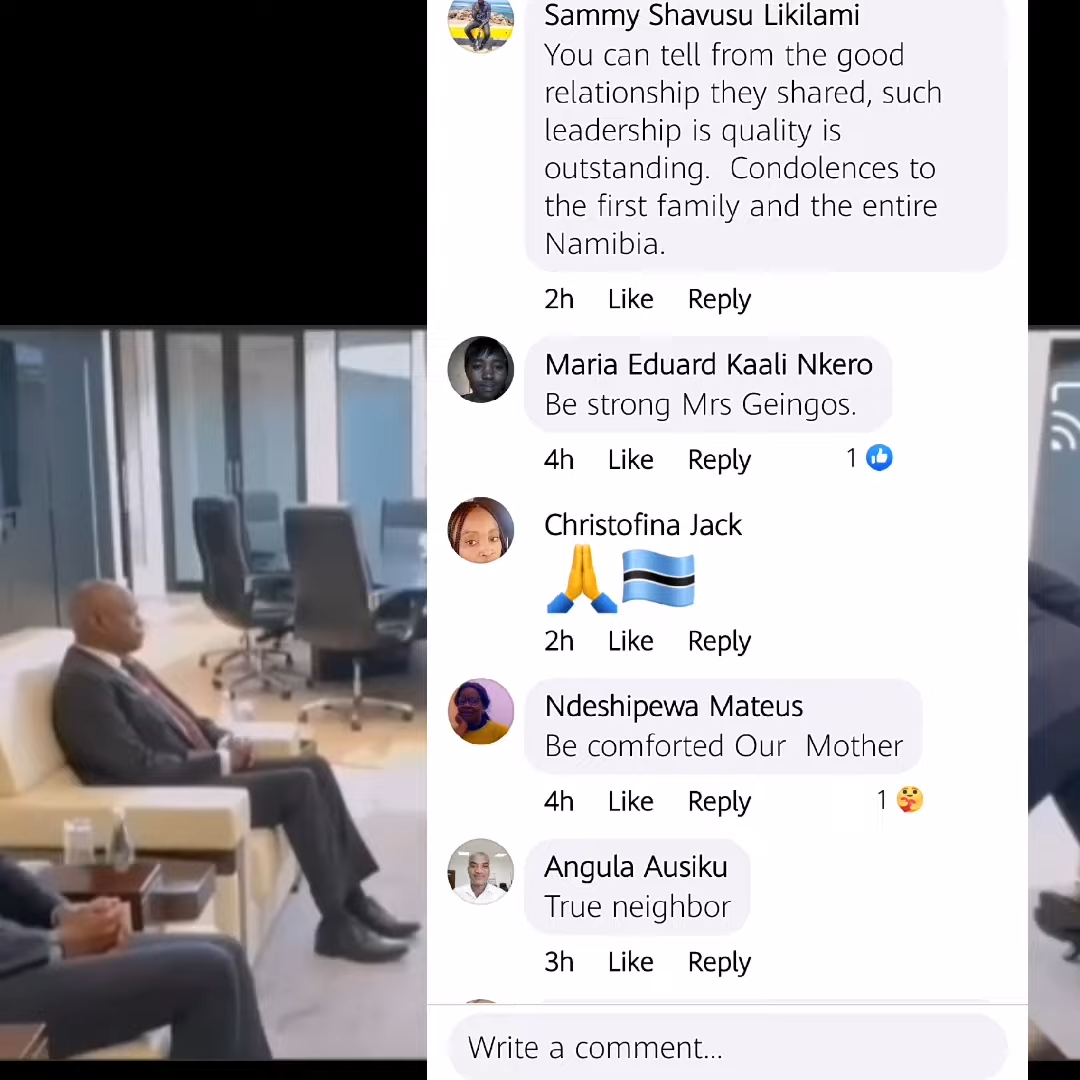 Sammy Shavusu Likilami
You can tell from the good
relationship they shared, such
leadership is quality is
outstanding.  Condolences to
the first family and the entire
Namibia.
2h Like Reply
Maria Eduard Kaali Nkero
Be strong Mrs Geingos.
4h Like Reply 1
Christofina Jack
🙏🇧🇼
2h Like Reply
Ndeshipewa Mateus
Be comforted Our  Mother
4h Like Reply 1
Angula Ausiku
True neighbor
3h Like Reply
Write a comment...